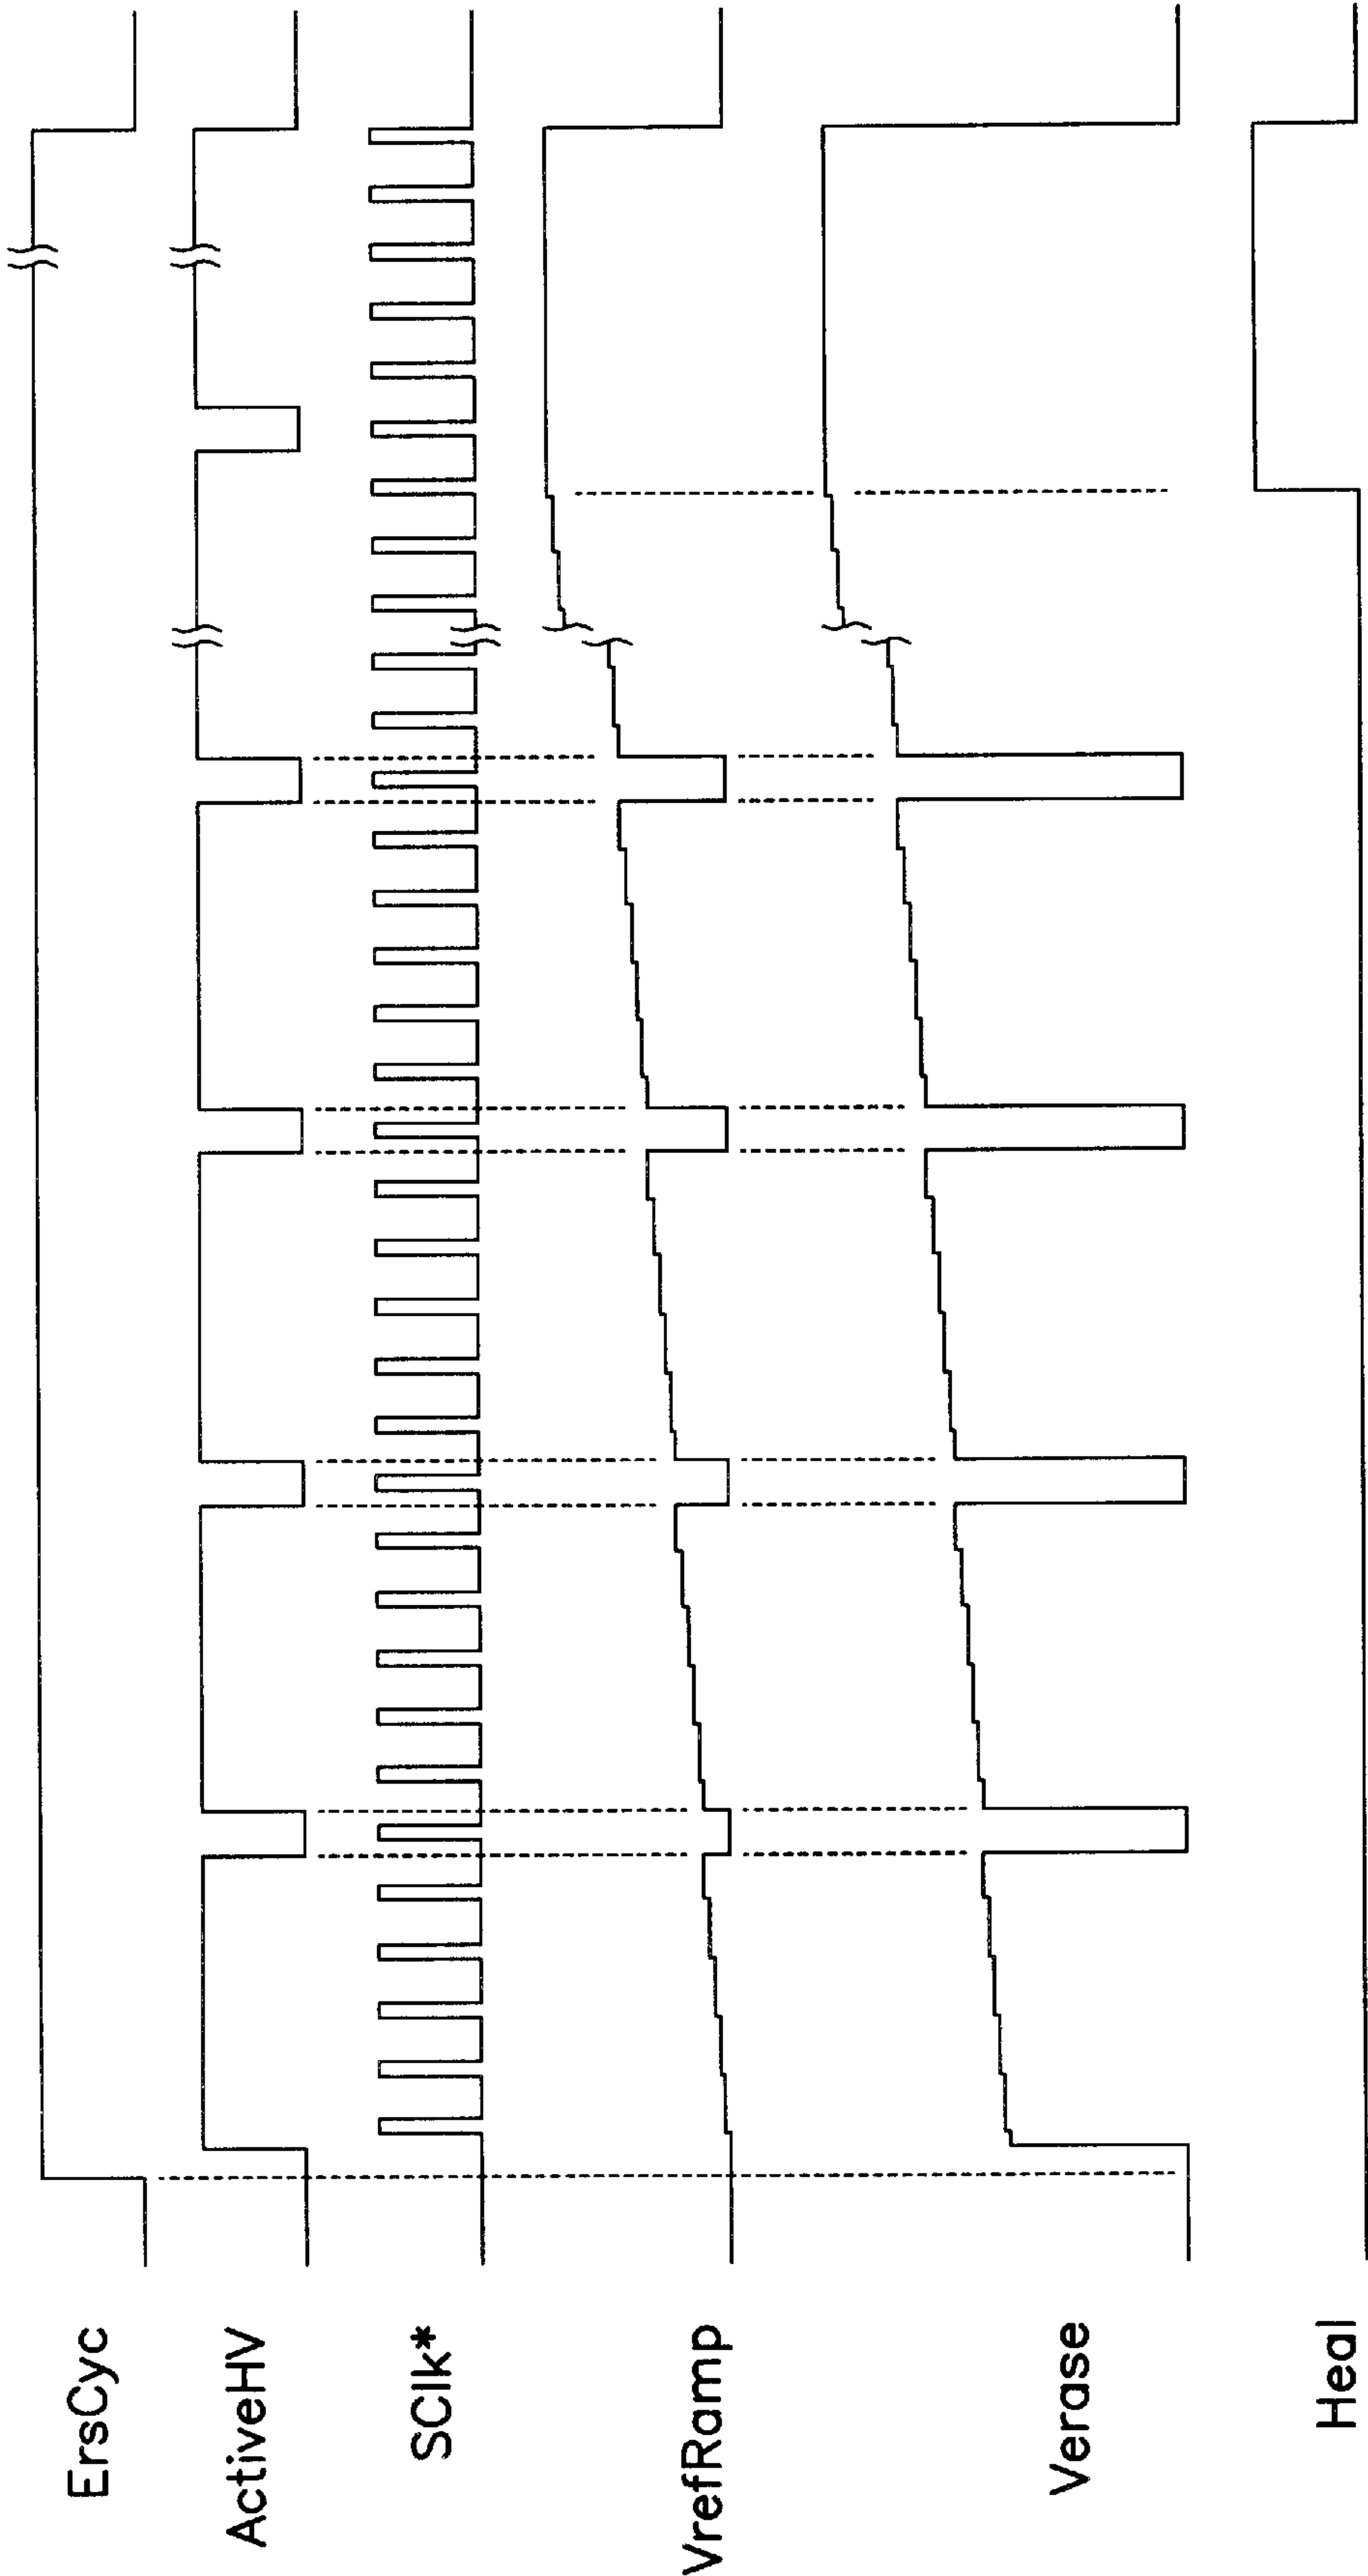 ErsCyc
ActiveHV
SClk*
VrefRamp
Verase
Heal